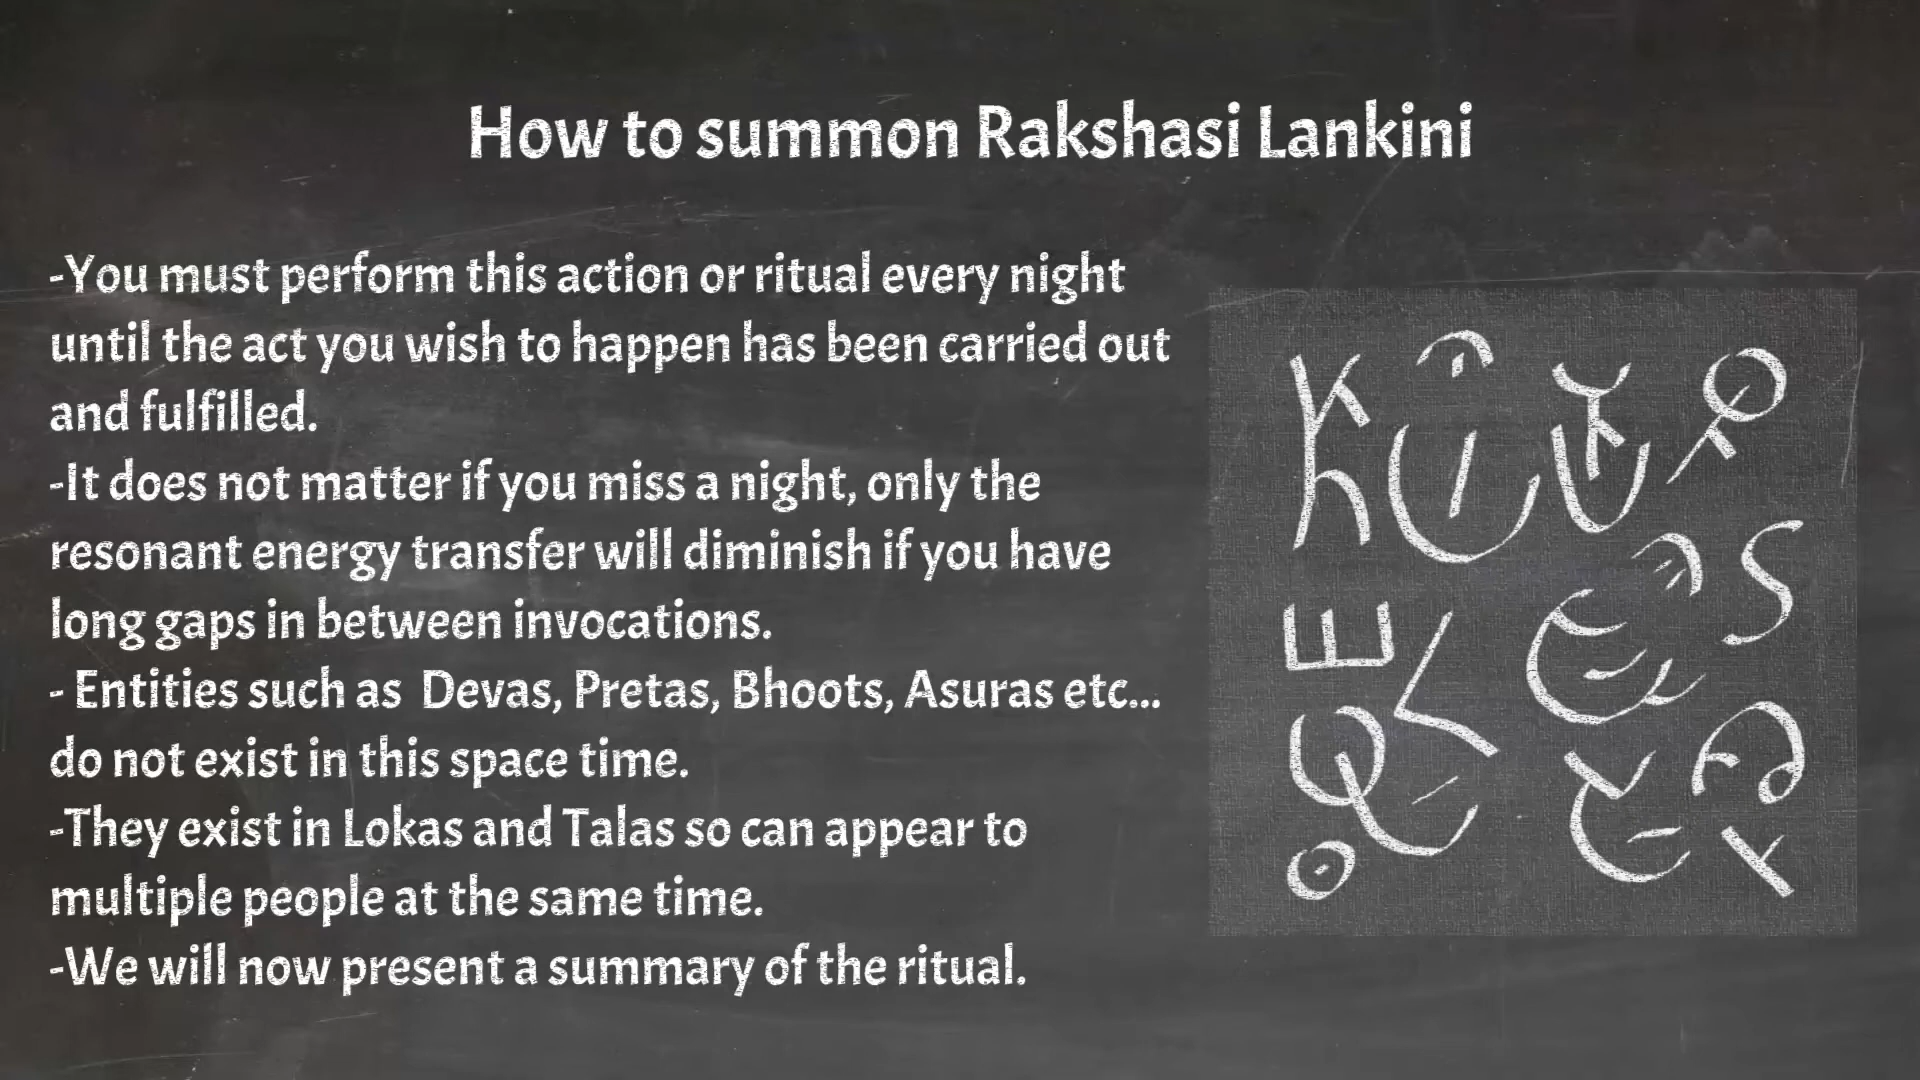 How to summon Rakshasi Lankini
-You must perform this action or ritual every night
until the act you wish to happen has been carried out
and fulfilled.
-It does not matter if you miss a night, only the
resonant energy transfer will diminish if you have
long gaps in between invocations.
- Entities such as  Devas, Pretas, Bhoots, Asuras etc...
do not exist in this space time.
-They exist in Lokas and Talas so can appear to
multiple people at the same time.
-We will now present a summary of the ritual.